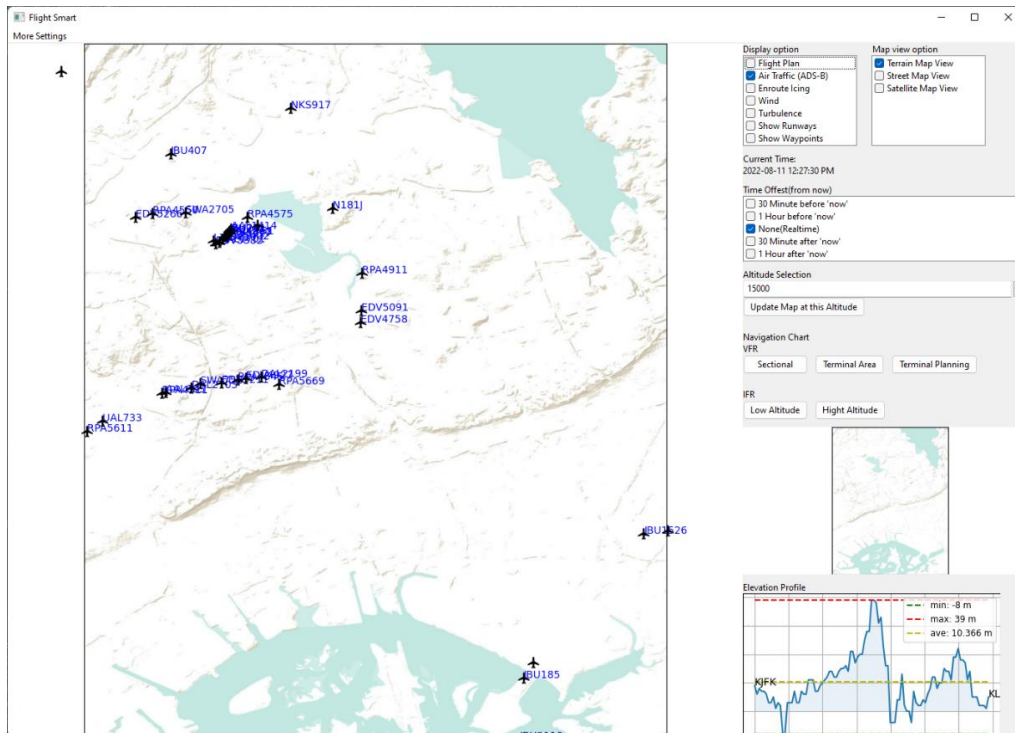 Flight Smart
More Settings
NKS917
JBU407
RPA4575
N181J
RPA4911
EDV5091
EDV4758
RPA5669
UAL733
RPA5611
JBU1526
JBU185
Display option
Flight Plan
Air Traffic (ADS-B)
Enroute Icing
Wind
Turbulence
Show Runways
Show Waypoints
Map view option
Terrain Map View
Street Map View
Satellite Map View
Current Time:
2022-08-11 12:27:30 PM
Time Offest(from now)
30 Minute before 'now'
1 Hour before 'now'
None(Realtime)
30 Minute after 'now'
1 Hour after 'now'
Altitude Selection
15000
Update Map at this Altitude
Navigation Chart
VFR
Sectional
Terminal Area
Terminal Planning
IFR
Low Altitude
Hight Altitude
Elevation Profile
min: -8 m
max: 39 m
ave: 10.366 m
KJFK
KL